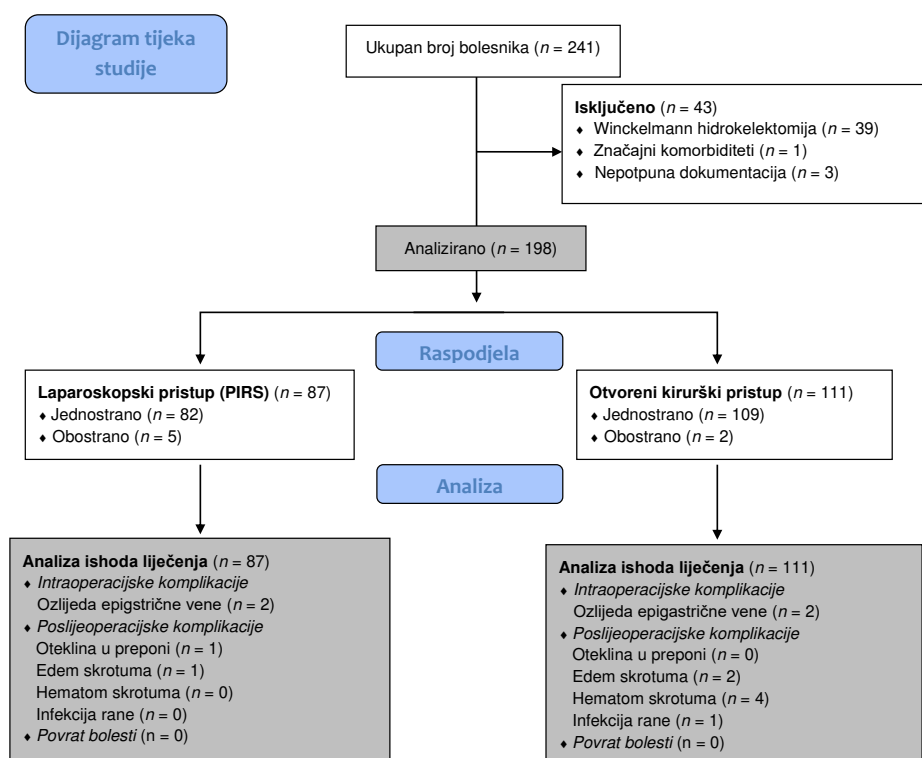 Dijagram tijeka
studije
Ukupan broj bolesnika (n = 241)
Isključeno (n = 43)
♦ Winckelmann hidrokelektomija (n = 39)
♦ Značajni komorbiditeti (n = 1)
♦ Nepotpuna dokumentacija (n = 3)
Analizirano (n = 198)
Raspodjela
Laparoskopski pristup (PIRS) (n = 87)
♦ Jednostrano (n = 82)
♦ Obostrano (n = 5)
Otvoreni kirurški pristup (n = 111)
♦ Jednostrano (n = 109)
♦ Obostrano (n = 2)
Analiza
Analiza ishoda liječenja (n = 87)
♦ Intraoperacijske komplikacije
Ozlijeda epigstrične vene (n = 2)
♦ Poslijeoperacijske komplikacije
Oteklina u preponi (n = 1)
Edem skrotuma (n = 1)
Hematom skrotuma (n = 0)
Infekcija rane (n = 0)
♦ Povrat bolesti (n = 0)
Analiza ishoda liječenja (n = 111)
♦ Intraoperacijske komplikacije
Ozlijeda epigastrične vene (n = 2)
♦ Poslijeoperacijske komplikacije
Oteklina u preponi (n = 0)
Edem skrotuma (n = 2)
Hematom skrotuma (n = 4)
Infekcija rane (n = 1)
♦ Povrat bolesti (n = 0)